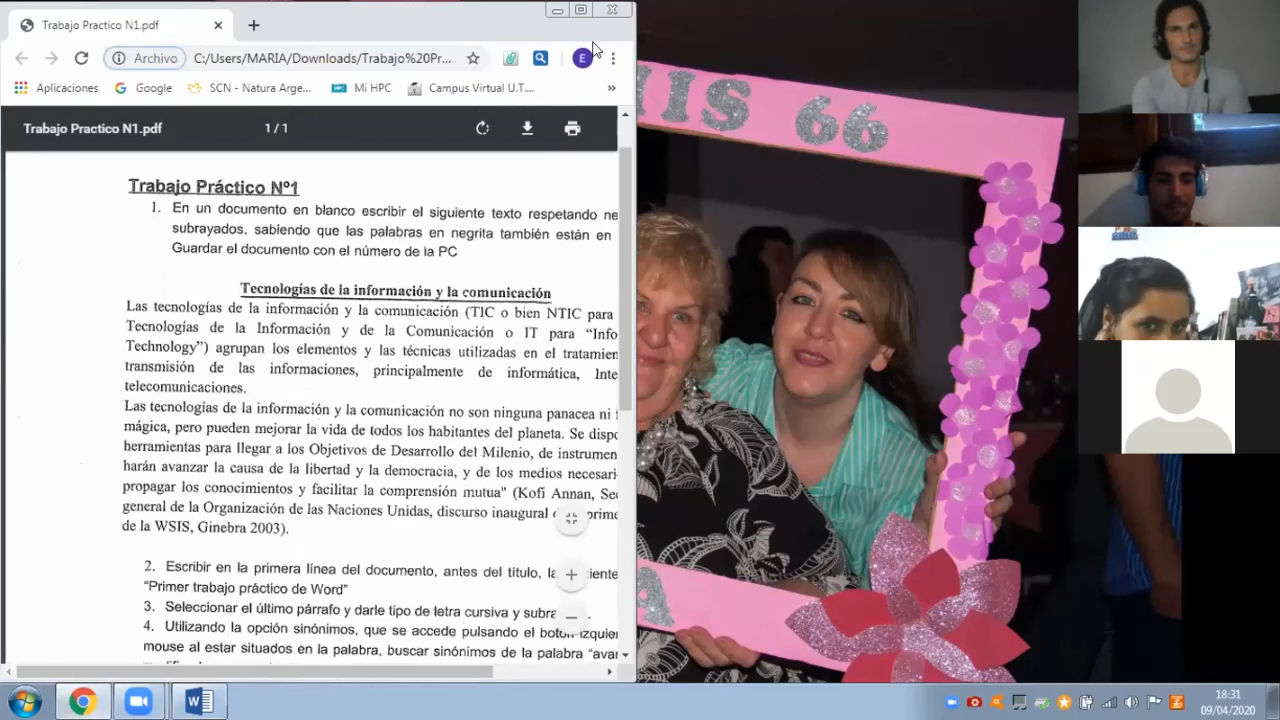 Trabajo Practico N1.pdf
Archivo
C:/Users/MARIA/Downloads/Trabajo%20Pr...
E
Aplicaciones
Google
SCN - Natura Arge...
Mi HPC
Campus Virtual U.T....
»
Trabajo Practico N1.pdf
1 / 1
Trabajo Práctico Nº1
1. En un documento en blanco escribir el siguiente texto respetando ne
subrayados, sabiendo que las palabras en negrita también están en
Guardar el documento con el número de la PC
Tecnologías de la información y la comunicación
Las tecnologías de la información y la comunicación (TIC o bien NTIC para
Tecnologías de la Información y de la Comunicación o IT para “Info
Technology”) agrupan los elementos y las técnicas utilizadas en el tratamien
transmisión de las informaciones, principalmente de informática, Inte
telecomunicaciones.
Las tecnologías de la información y la comunicación no son ninguna panacea ni
mágica, pero pueden mejorar la vida de todos los habitantes del planeta. Se dispo
herramientas para llegar a los Objetivos de Desarrollo del Milenio, de instrumen
harán avanzar la causa de la libertad y la democracia, y de los medios necesari
propagar los conocimientos y facilitar la comprensión mutua" (Kofi Annan, Se
general de la Organización de las Naciones Unidas, discurso inaugural prime
de la WSIS, Ginebra 2003).
2. Escribir en la primera línea del documento, antes del título, la iente
“Primer trabajo práctico de Word”
3. Seleccionar el último párrafo y darle tipo de letra cursiva y subra
4. Utilizando la opción sinónimos, que se accede pulsando el botón izquier
mouse al estar situados en la palabra, buscar sinónimos de la palabra “avan
IIS 66
A
18:31
09/04/2020